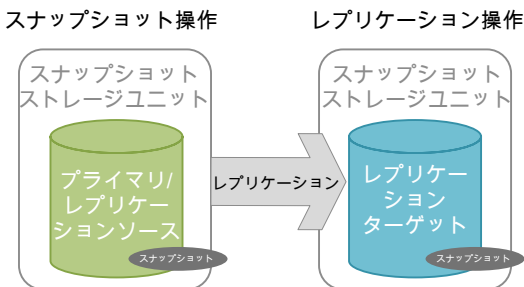 スナップショット操作
レプリケーション操作
スナップショット
ストレージユニット
プライマリ/
レプリケー
ションソース
スナップショット
レプリケーション
スナップショット
ストレージユニット
レプリケー
ション
ターゲット
スナップショット